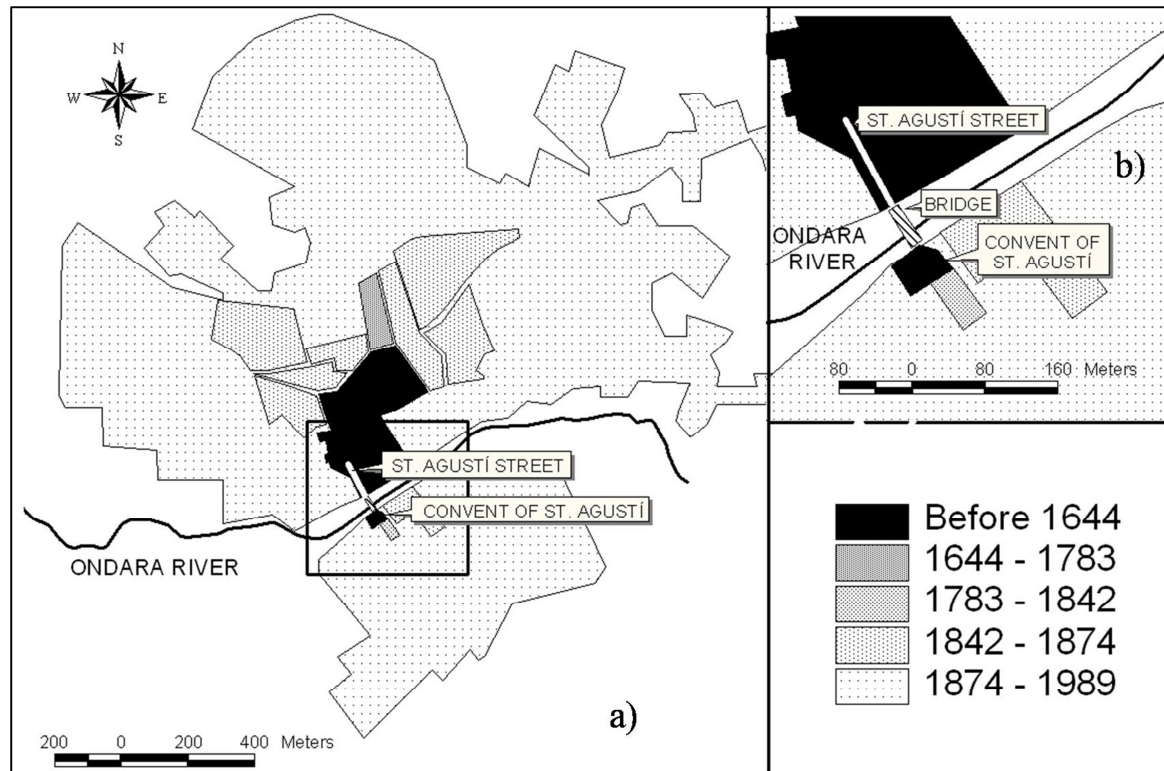 N
W E
S
ST. AGUSTÍ STREET
CONVENT OF ST. AGUSTÍ
ONDARA RIVER
a)
200 0 200 400 Meters
ST. AGUSTÍ STREET
b)
BRIDGE
ONDARA
RIVER
CONVENT OF
ST. AGUSTÍ
80 0 80 160 Meters
Before 1644
1644 - 1783
1783 - 1842
1842 - 1874
1874 - 1989